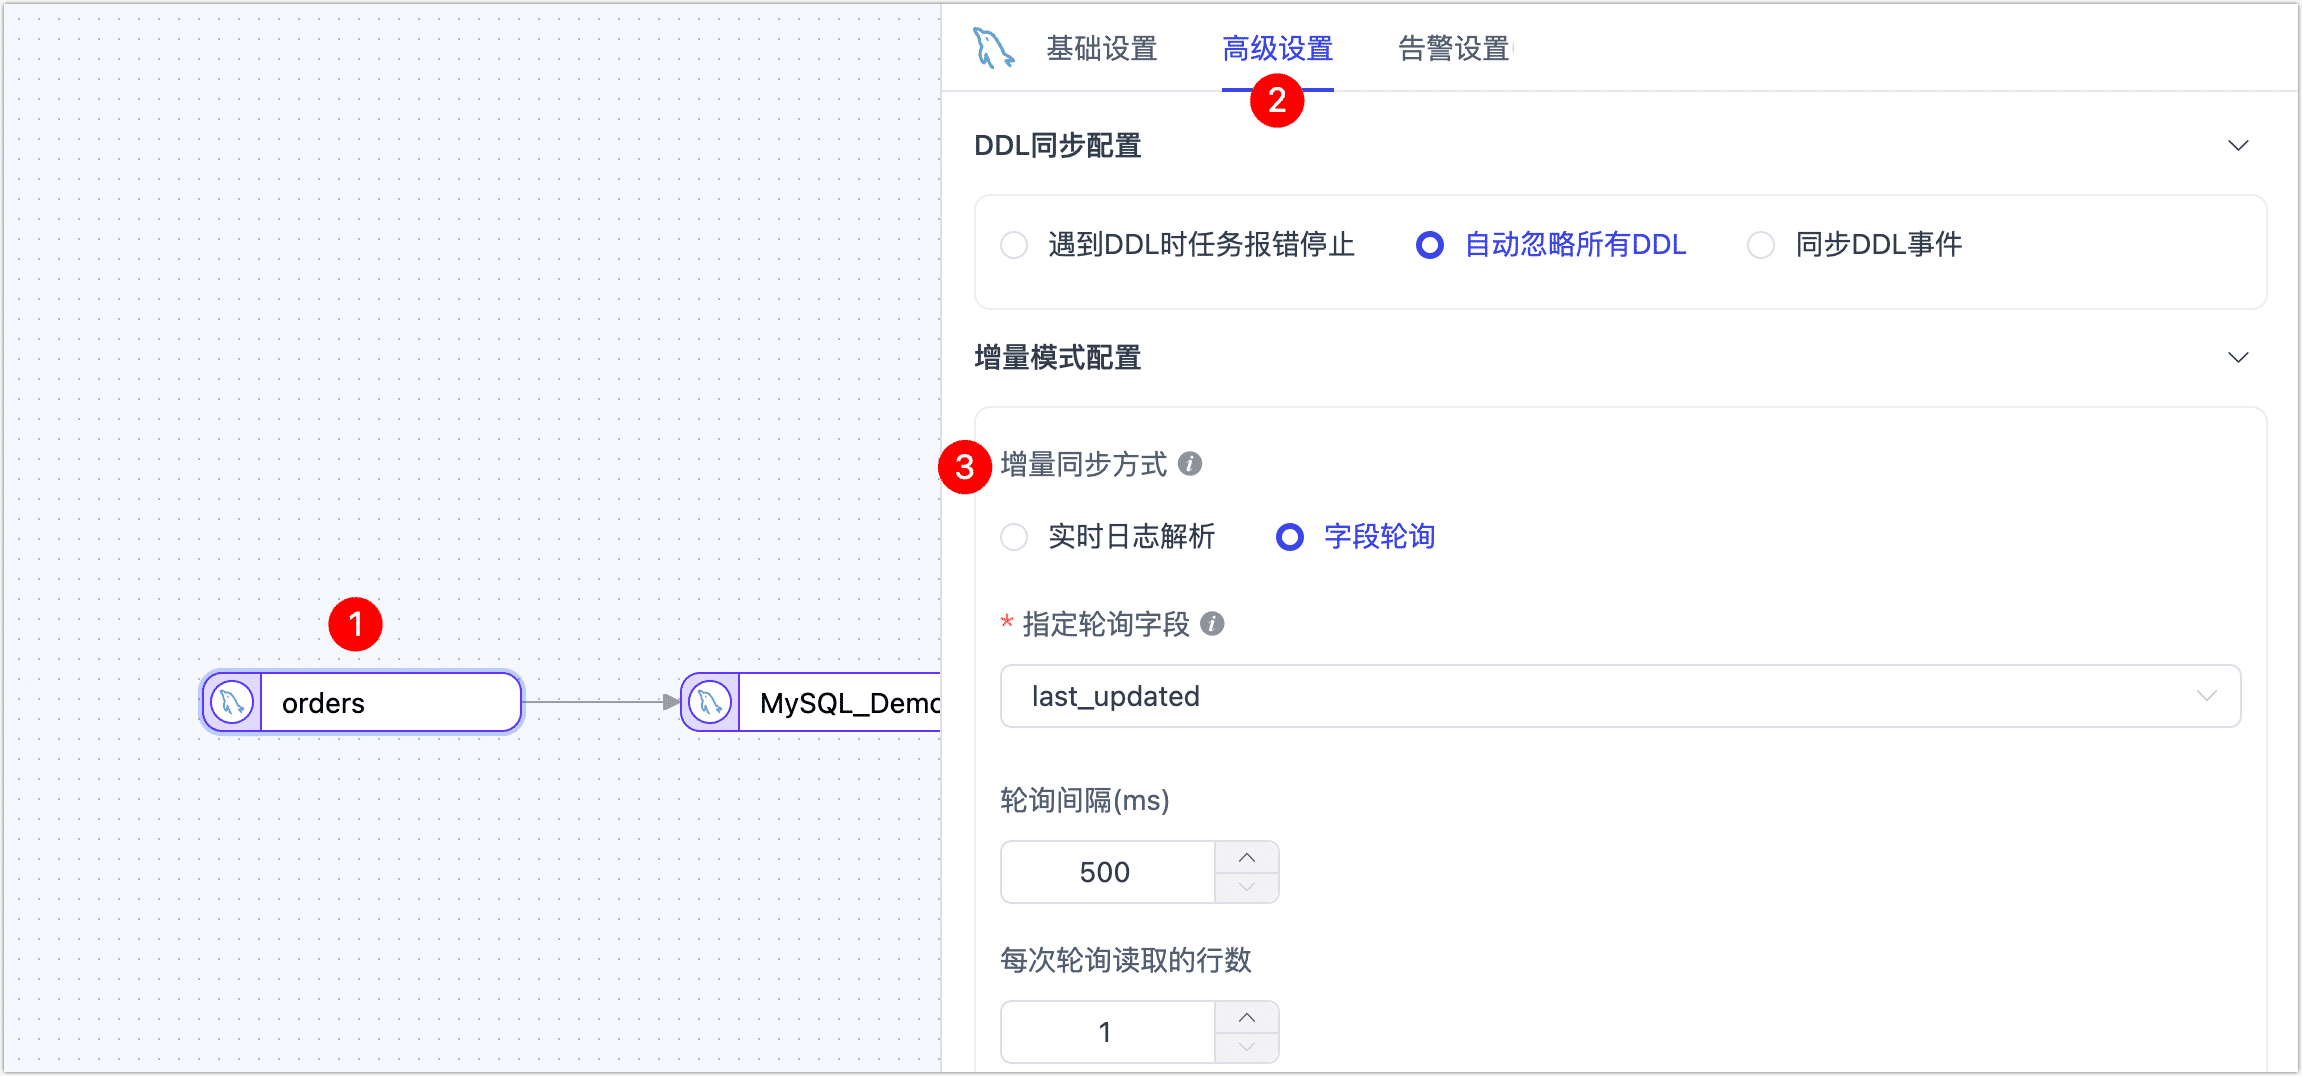 基础设置 高级设置 告警设置
2
DDL同步配置
遇到DDL时任务报错停止 自动忽略所有DDL 同步DDL事件
增量模式配置
3 增量同步方式
实时日志解析 字段轮询
* 指定轮询字段
last_updated
轮询间隔(ms)
500
每次轮询读取的行数
1
1
orders
MySQL_Demo